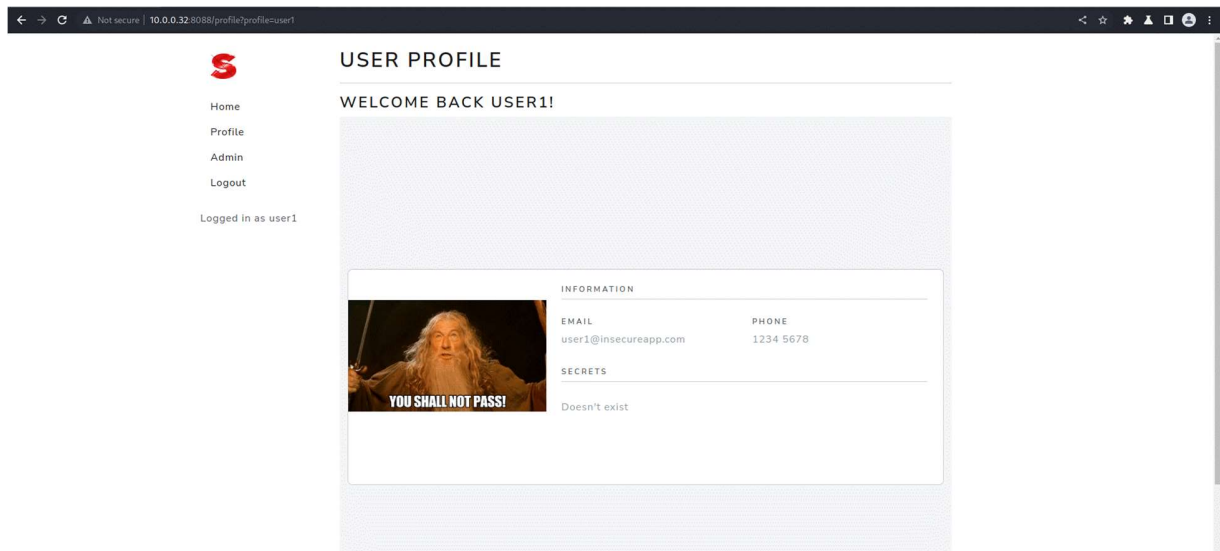 Not secure | 10.0.0.32:8088/profile?profile=user1
S
Home
Profile
Admin
Logout
Logged in as user1
USER PROFILE
WELCOME BACK USER1!
YOU SHALL NOT PASS!
INFORMATION
EMAIL
user1@insecureapp.com
PHONE
1234 5678
SECRETS
Doesn't exist